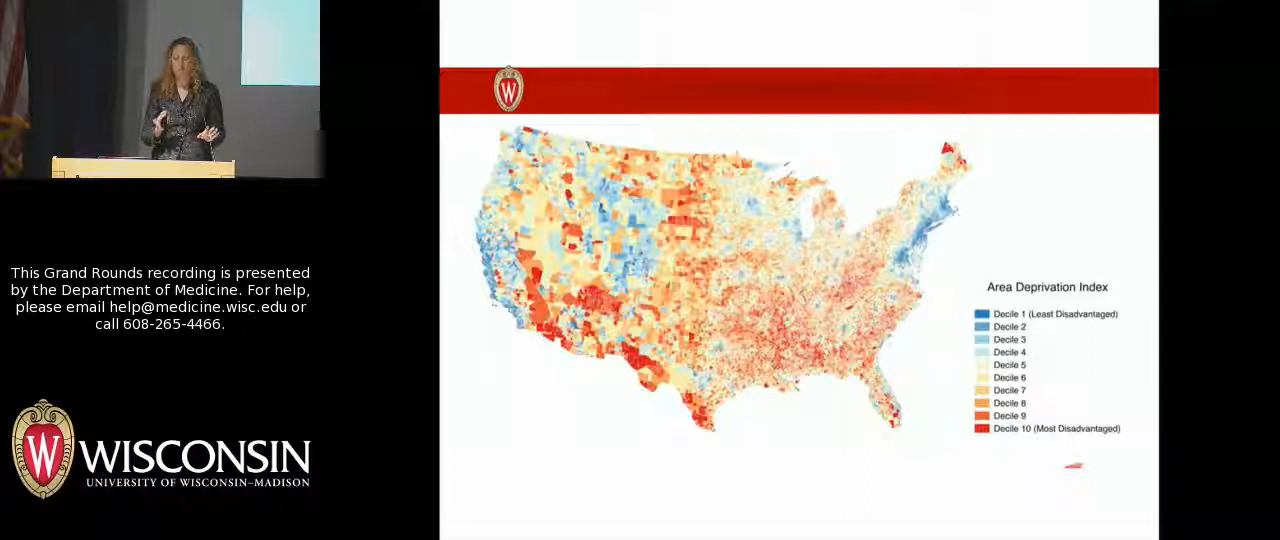 This Grand Rounds recording is presented
by the Department of Medicine. For help,
please email help@medicine.wisc.edu or
call 608-265-4466.
W
WISCONSIN
UNIVERSITY OF WISCONSIN–MADISON
W
Area Deprivation Index
Decile 1 (Least Disadvantaged)
Decile 2
Decile 3
Decile 4
Decile 5
Decile 6
Decile 7
Decile 8
Decile 9
Decile 10 (Most Disadvantaged)